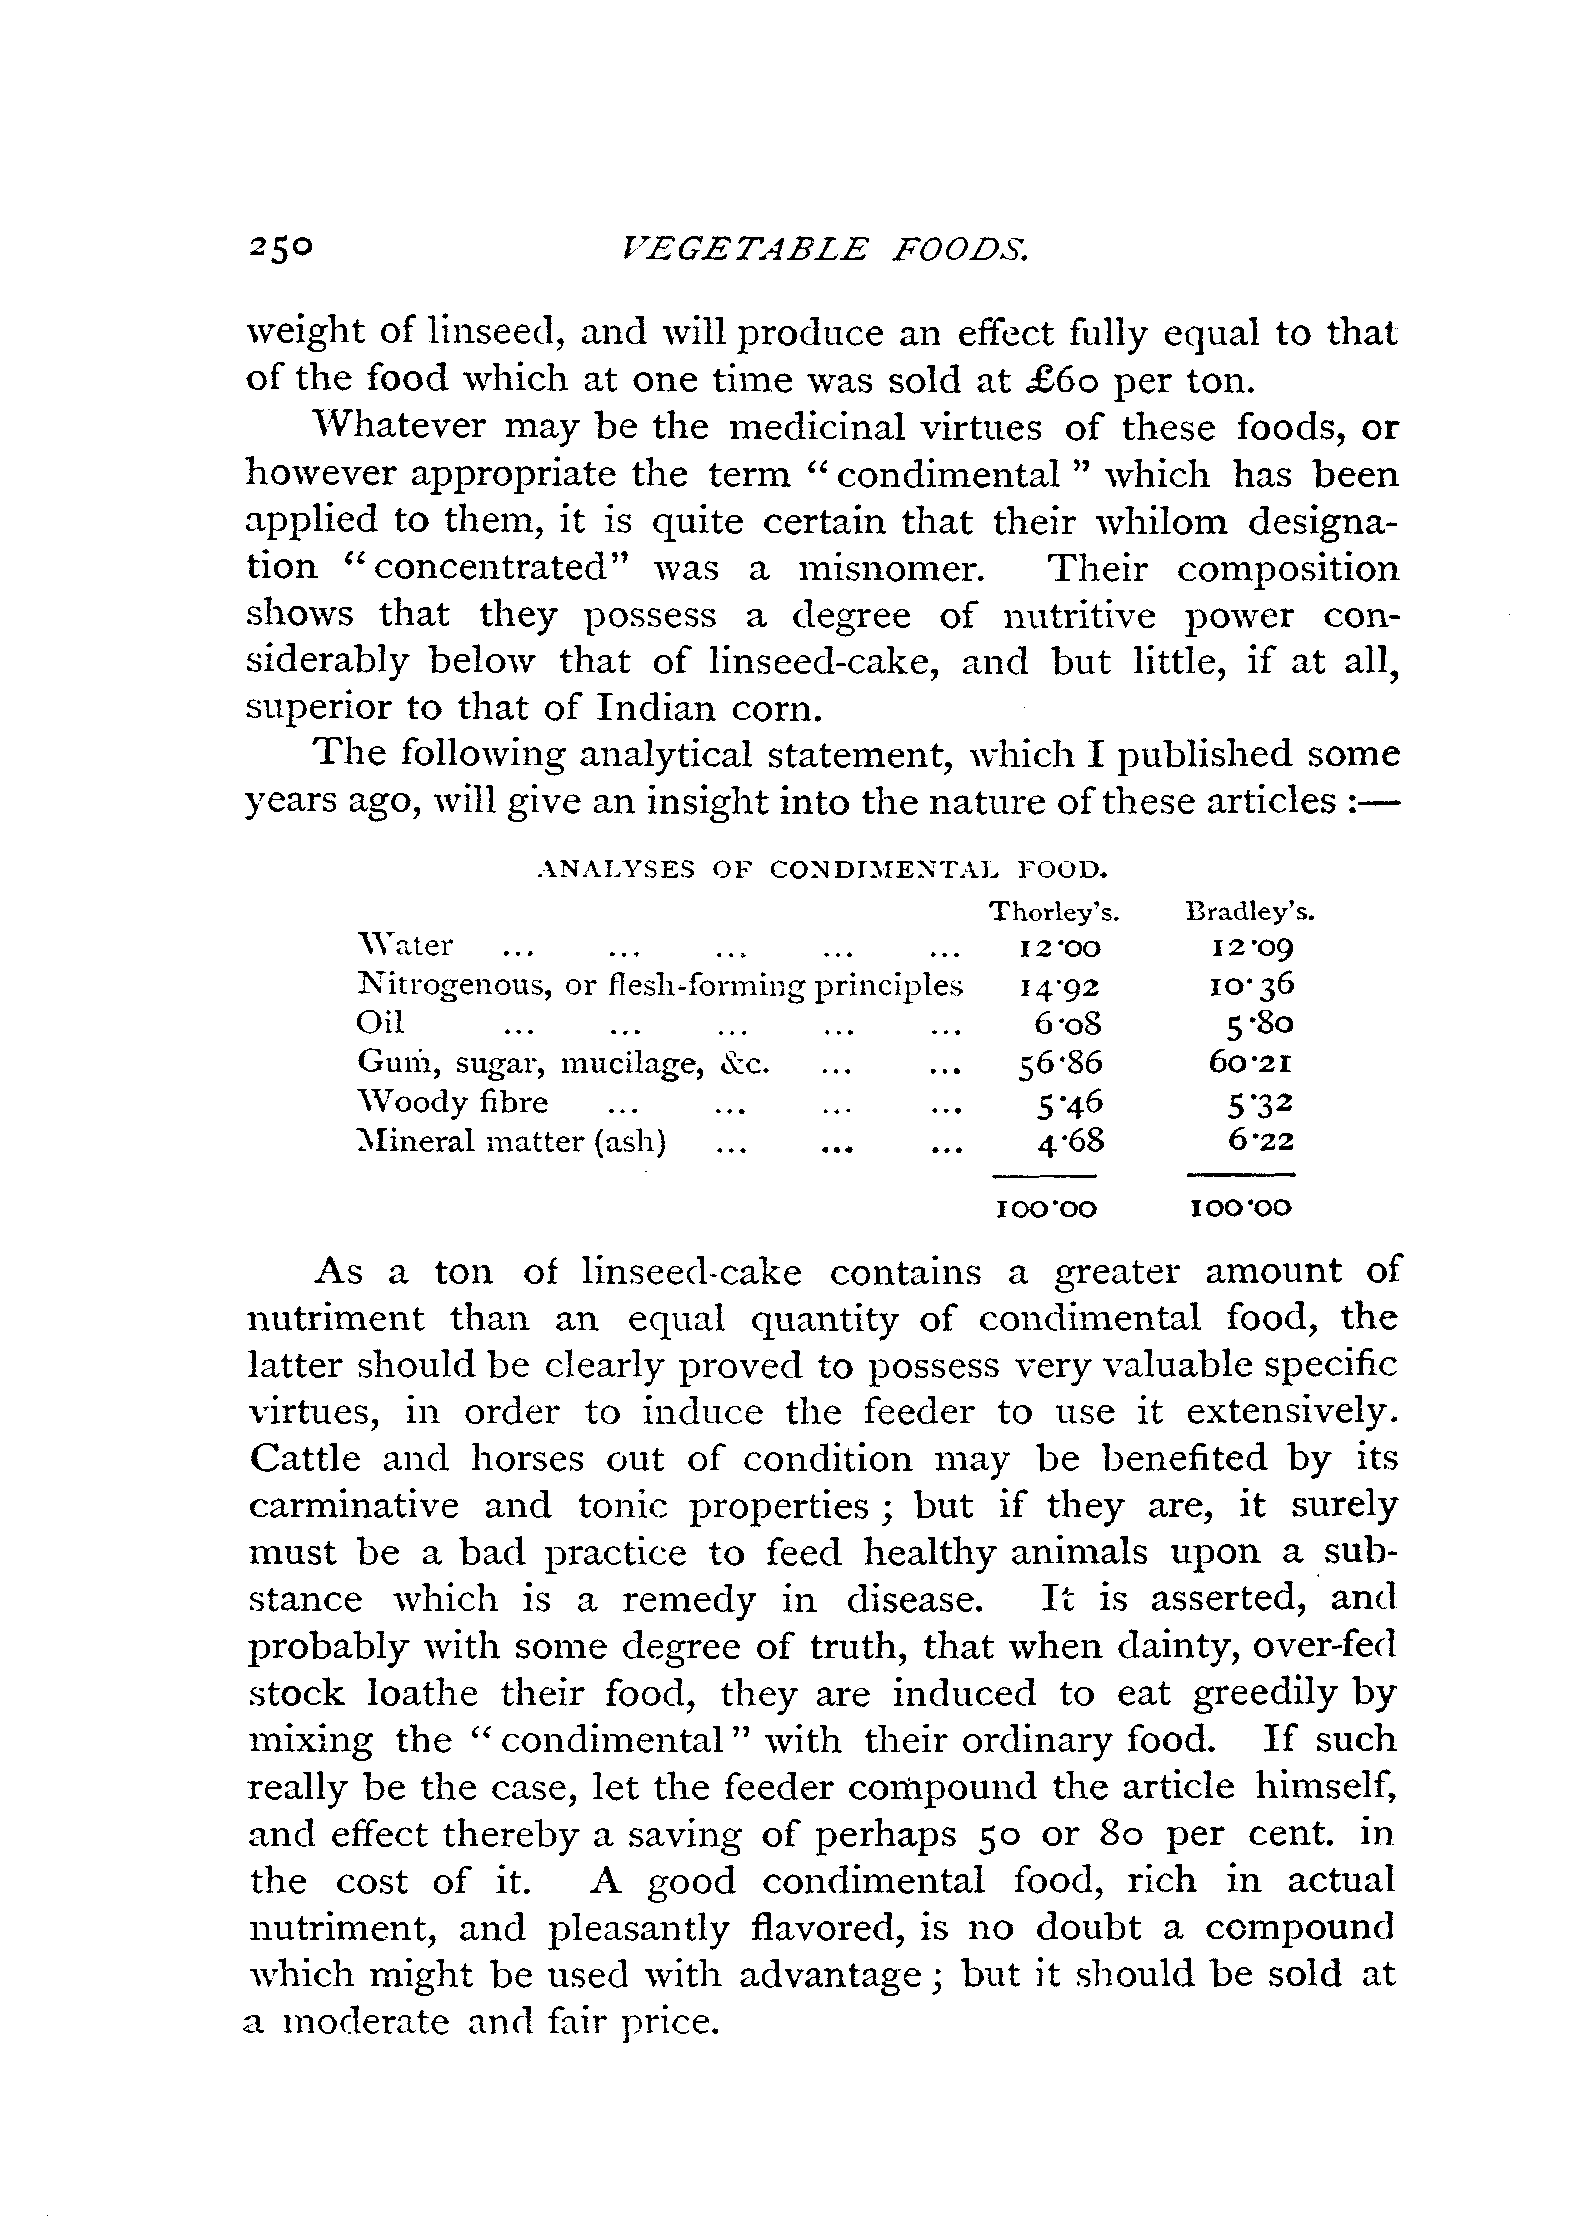 250 VEGETABLE FOODS.
weight of linseed, and will produce an effect fully equal to that
of the food which at one time was sold at £60 per ton.
Whatever may be the medicinal virtues of these foods, or
however appropriate the term “ condimental ” which has been
applied to them, it is quite certain that their whilom designa-
tion “ concentrated” was a misnomer. Their composition
shows that they possess a degree of nutritive power con-
siderably below that of linseed-cake, and but little, if at all,
superior to that of Indian corn.
The following analytical statement, which I published some
years ago, will give an insight into the nature of these articles :—
ANALYSES OF CONDIMENTAL FOOD.
Thorley’s. Bradley’s.
Water ... ... ... ... ... 12·00 12·09
Nitrogenous, or flesh-forming principles 14·92 10·36
Oil ... ... ... ... ... 6·08 5·80
Gum, sugar, mucilage, &c. ... ... 56·86 60·21
Woody fibre ... ... ... ... 5·46 5·32
Mineral matter (ash) ... ... ... 4·68 6·22
100·00 100·00
As a ton of linseed-cake contains a greater amount of
nutriment than an equal quantity of condimental food, the
latter should be clearly proved to possess very valuable specific
virtues, in order to induce the feeder to use it extensively.
Cattle and horses out of condition may be benefited by its
carminative and tonic properties ; but if they are, it surely
must be a bad practice to feed healthy animals upon a sub-
stance which is a remedy in disease. It is asserted, and
probably with some degree of truth, that when dainty, over-fed
stock loathe their food, they are induced to eat greedily by
mixing the “ condimental ” with their ordinary food. If such
really be the case, let the feeder compound the article himself,
and effect thereby a saving of perhaps 50 or 80 per cent. in
the cost of it. A good condimental food, rich in actual
nutriment, and pleasantly flavored, is no doubt a compound
which might be used with advantage ; but it should be sold at
a moderate and fair price.